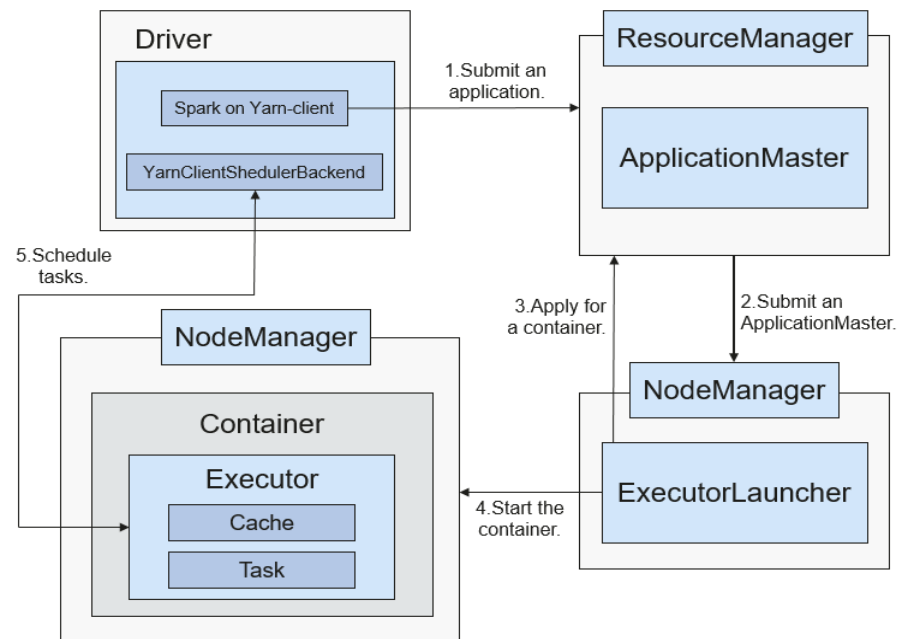 Driver
Spark on Yarn-client
YarnClientShedulerBackend
1.Submit an
application.
ResourceManager
ApplicationMaster
5.Schedule
tasks.
3.Apply for
a container.
2.Submit an
ApplicationMaster.
NodeManager
Container
Executor
Cache
Task
4.Start the
container.
NodeManager
ExecutorLauncher